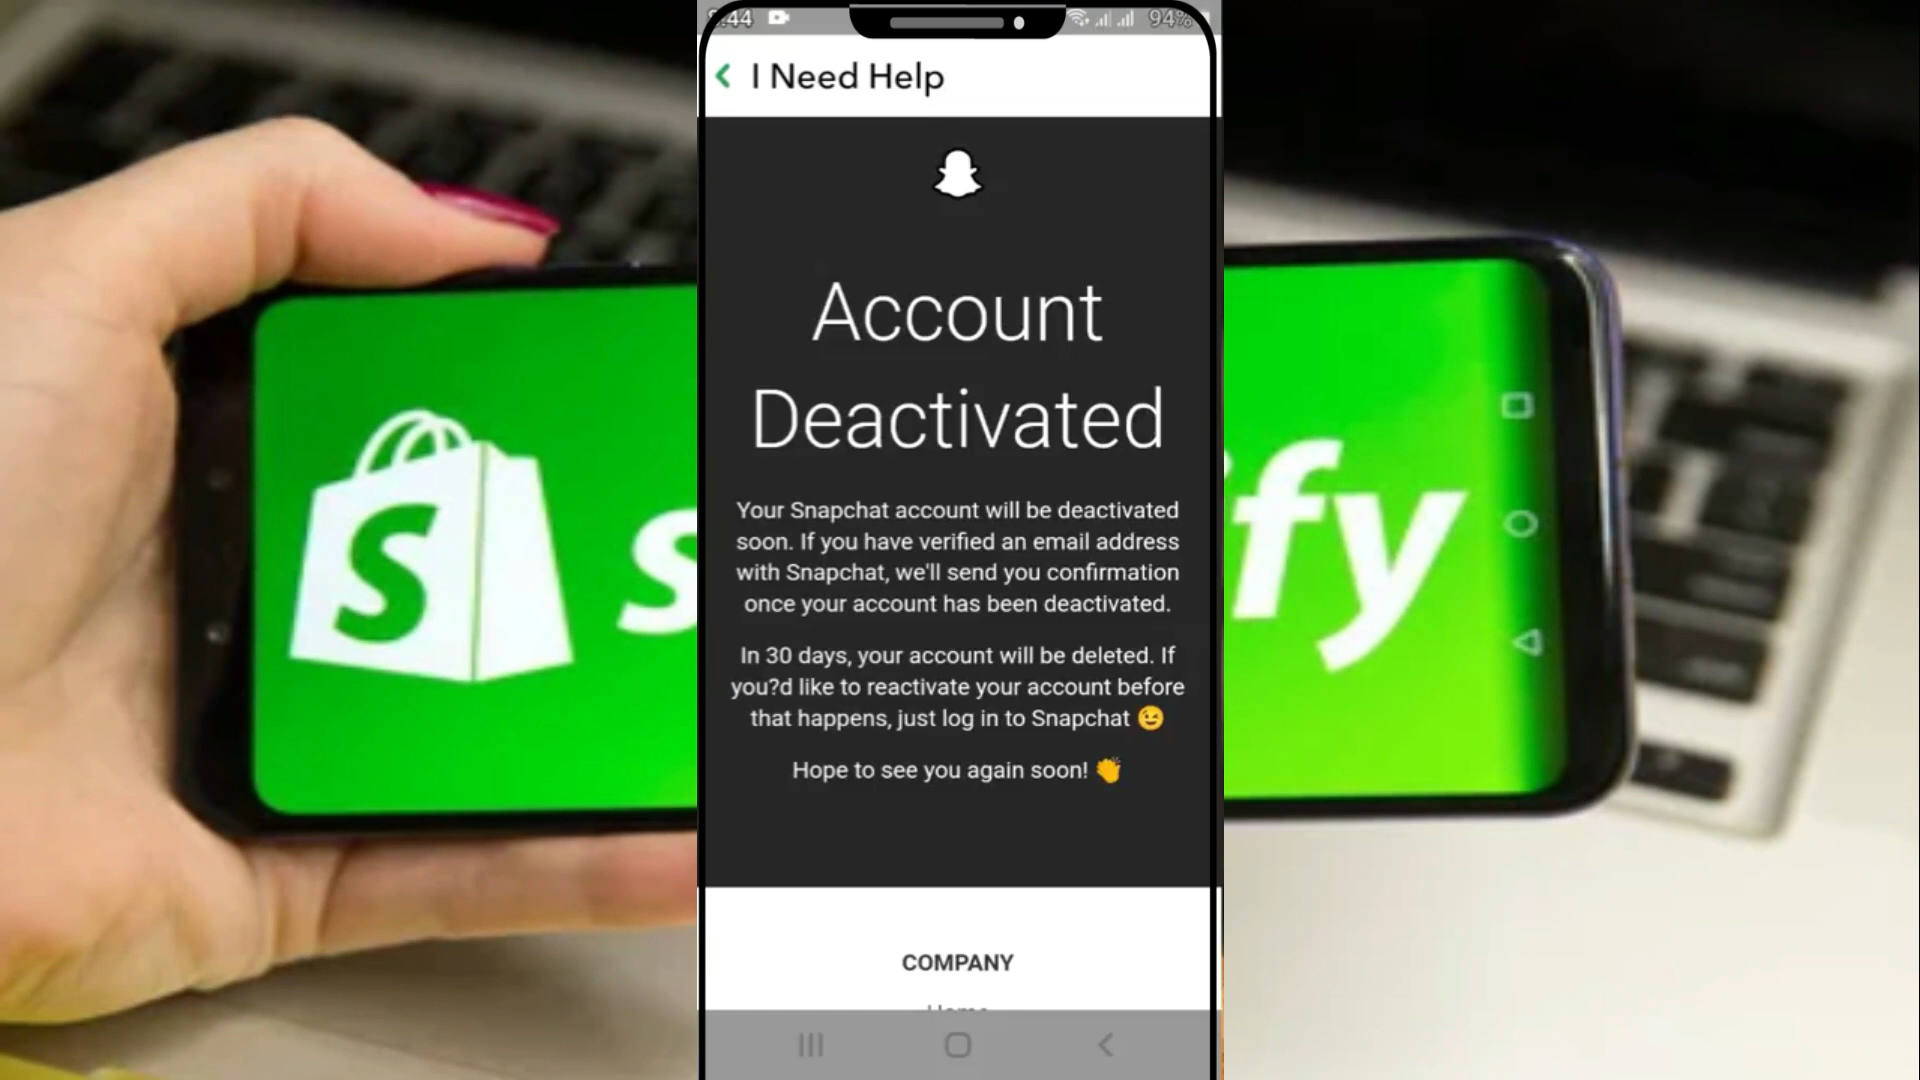 :44
94%
I Need Help
Account
Deactivated
Your Snapchat account will be deactivated
soon. If you have verified an email address
with Snapchat, we'll send you confirmation
once your account has been deactivated.
In 30 days, your account will be deleted. If
you?d like to reactivate your account before
that happens, just log in to Snapchat 😉
Hope to see you again soon! 👏
COMPANY
S
s
ify